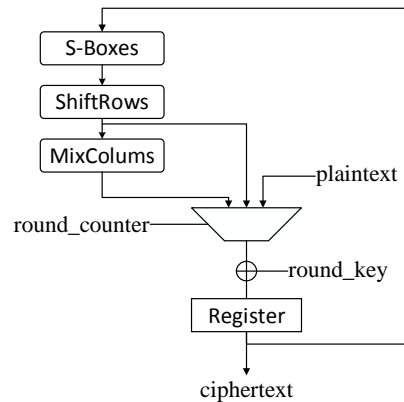 S-Boxes
ShiftRows
MixColums
plaintext
round_counter
round_key
Register
ciphertext